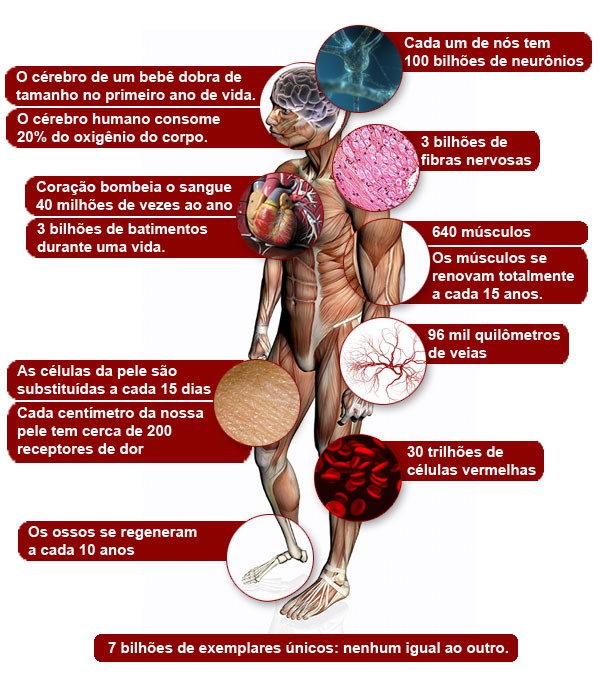 Cada um de nós tem
100 bilhões de neurônios
O cérebro de um bebê dobra de
tamanho no primeiro ano de vida.
O cérebro humano consome
20% do oxigênio do corpo.
3 bilhões de
fibras nervosas
Coração bombeia o sangue
40 milhões de vezes ao ano
3 bilhões de batimentos
durante uma vida.
640 músculos
Os músculos se
renovam totalmente
a cada 15 anos.
96 mil quilômetros
de veias
As células da pele são
substituídas a cada 15 dias
Cada centímetro da nossa
pele tem cerca de 200
receptores de dor
30 trilhões de
células vermelhas
Os ossos se regeneram
a cada 10 anos
7 bilhões de exemplares únicos: nenhum igual ao outro.